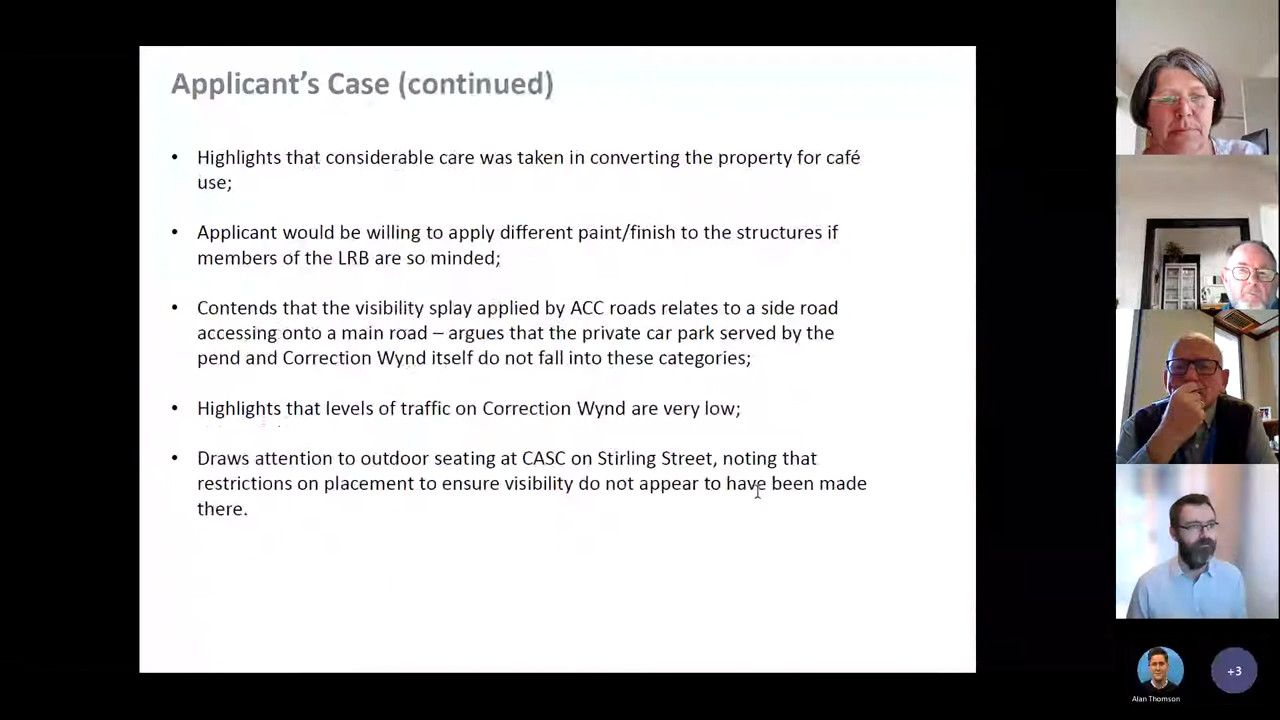 Applicant's Case (continued)
• Highlights that considerable care was taken in converting the property for café
use;
• Applicant would be willing to apply different paint/finish to the structures if
members of the LRB are so minded;
• Contends that the visibility splay applied by ACC roads relates to a side road
accessing onto a main road – argues that the private car park served by the
pend and Correction Wynd itself do not fall into these categories;
• Highlights that levels of traffic on Correction Wynd are very low;
• Draws attention to outdoor seating at CASC on Stirling Street, noting that
restrictions on placement to ensure visibility do not appear to have been made
there.
Alan Thomson
+3